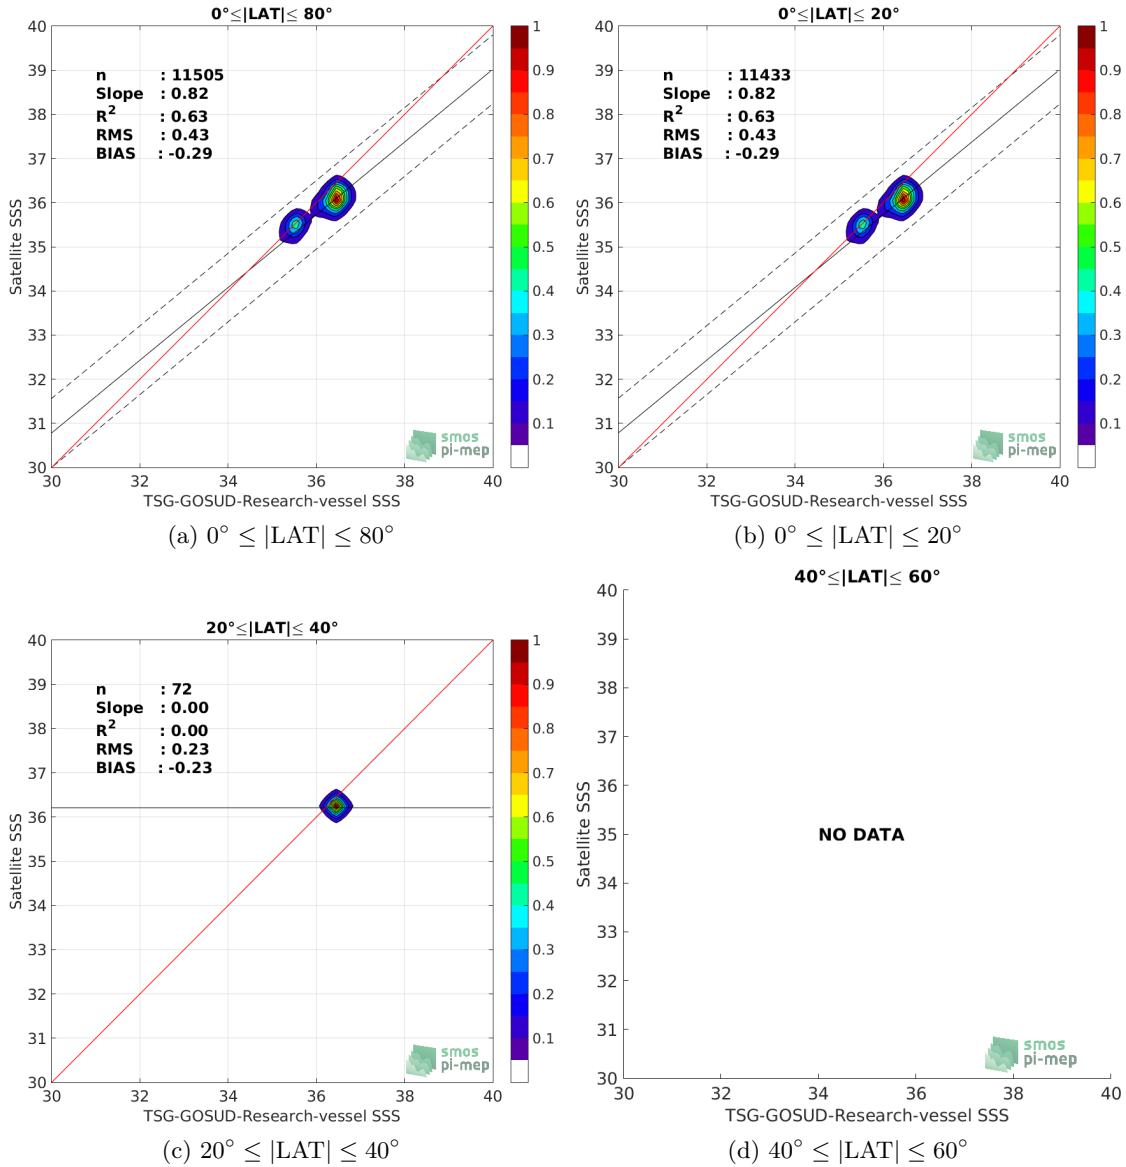 0°≤|LAT|≤ 80°
n : 11505
Slope : 0.82
R² : 0.63
RMS : 0.43
BIAS : -0.29
40
39
38
37
36
35
34
33
32
31
30
Satellite SSS
30 32 34 36 38 40
TSG-GOSUD-Research-vessel SSS
1
0.9
0.8
0.7
0.6
0.5
0.4
0.3
0.2
0.1
smos
pi-mep
(a) 0° ≤ |LAT| ≤ 80°
0°≤|LAT|≤ 20°
n : 11433
Slope : 0.82
R² : 0.63
RMS : 0.43
BIAS : -0.29
40
39
38
37
36
35
34
33
32
31
30
Satellite SSS
30 32 34 36 38 40
TSG-GOSUD-Research-vessel SSS
1
0.9
0.8
0.7
0.6
0.5
0.4
0.3
0.2
0.1
smos
pi-mep
(b) 0° ≤ |LAT| ≤ 20°
20°≤|LAT|≤ 40°
n : 72
Slope : 0.00
R² : 0.00
RMS : 0.23
BIAS : -0.23
40
39
38
37
36
35
34
33
32
31
30
Satellite SSS
30 32 34 36 38 40
TSG-GOSUD-Research-vessel SSS
1
0.9
0.8
0.7
0.6
0.5
0.4
0.3
0.2
0.1
smos
pi-mep
(c) 20° ≤ |LAT| ≤ 40°
40°≤|LAT|≤ 60°
40
39
38
37
36
35
34
33
32
31
30
Satellite SSS
NO DATA
30 32 34 36 38 40
TSG-GOSUD-Research-vessel SSS
smos
pi-mep
(d) 40° ≤ |LAT| ≤ 60°